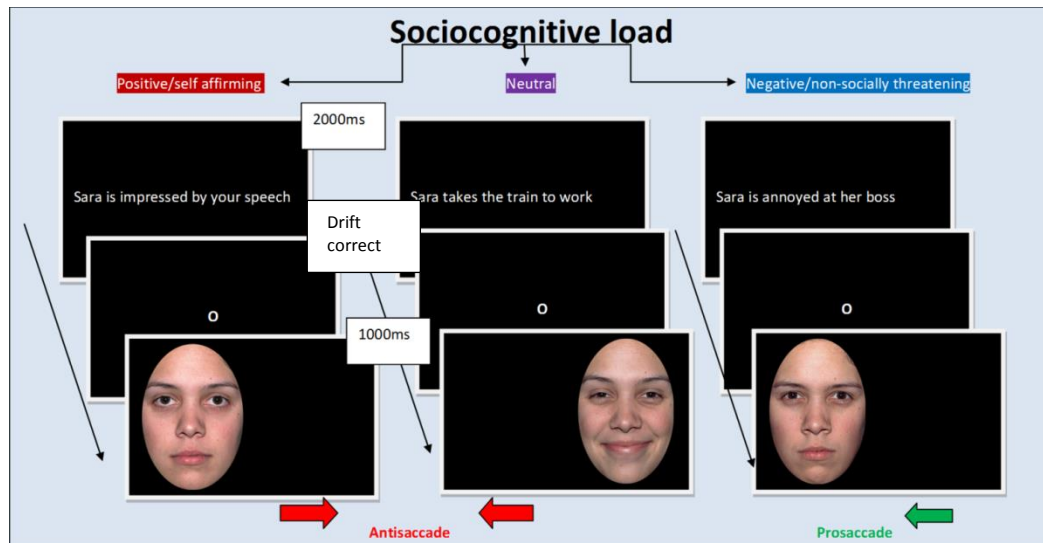 Sociocognitive load
Positive/self affirming
Neutral
Negative/non-socially threatening
2000ms
Sara is impressed by your speech
Sara takes the train to work
Sara is annoyed at her boss
Drift
correct
O
O
O
1000ms
Antisaccade
Prosaccade